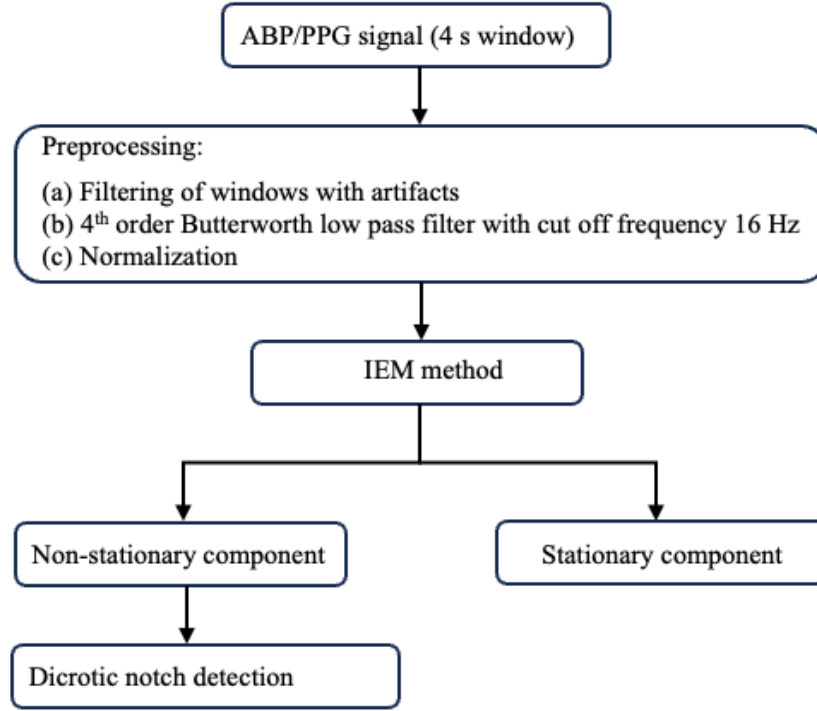 ABP/PPG signal (4 s window)
Preprocessing:
(a) Filtering of windows with artifacts
(b) 4th order Butterworth low pass filter with cut off frequency 16 Hz
(c) Normalization
IEM method
Non-stationary component
Stationary component
Dicrotic notch detection